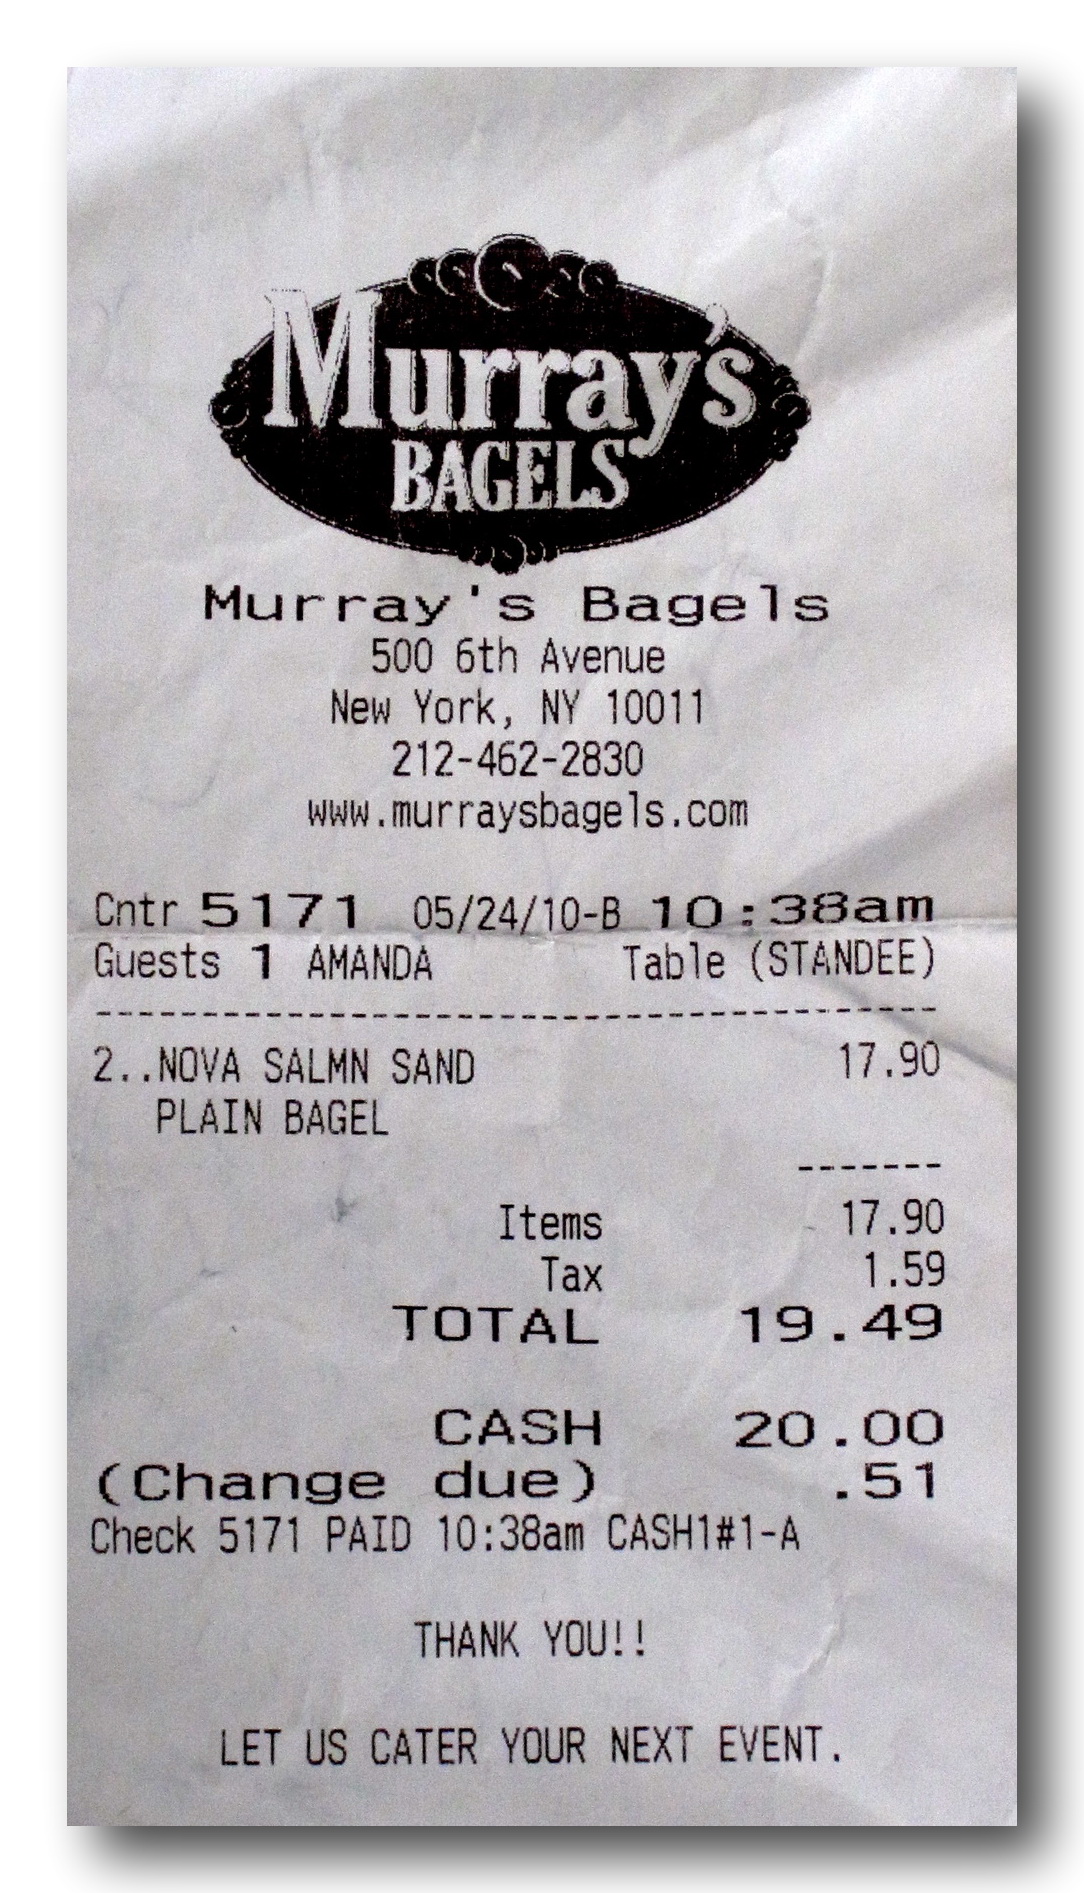 Murray's
BAGELS
Murray's Bagels
500 6th Avenue
New York, NY 10011
212-462-2830
www.murraysbagels.com
Cntr 5171 05/24/10-B 10:38am
Guests 1 AMANDA Table (STANDEE)
----------------------------------------
2..NOVA SALMN SAND 17.90
PLAIN BAGEL
-------
Items 17.90
Tax 1.59
TOTAL 19.49
CASH 20.00
(Change due) .51
Check 5171 PAID 10:38am CASH1#1-A
THANK YOU!!
LET US CATER YOUR NEXT EVENT.